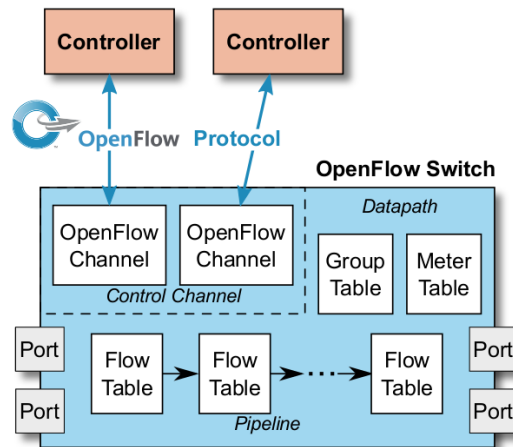 Controller
Controller
OpenFlow
Protocol
OpenFlow Switch
Datapath
OpenFlow
Channel
OpenFlow
Channel
Control Channel
Group
Table
Meter
Table
Port
Port
Flow
Table
Flow
Table
...
Flow
Table
Port
Port
Pipeline